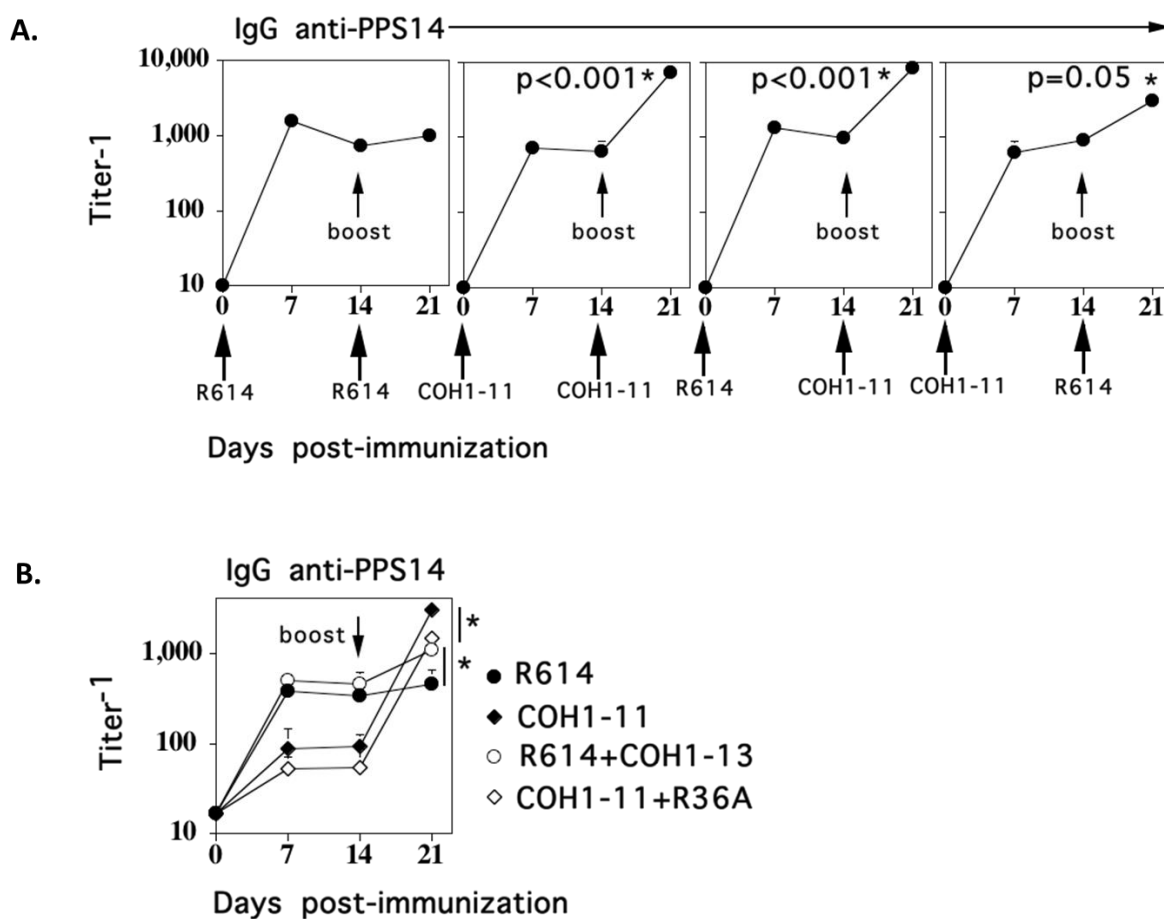 A.
IgG anti-PPS14
10,000
1,000
100
10
Titer-1
p<0.001*
p<0.001*
p=0.05 *
boost
boost
boost
boost
0 7 14 21
0 7 14 21
0 7 14 21
0 7 14 21
R614
R614
COH1-11
COH1-11
R614
COH1-11
COH1-11
R614
Days post-immunization
B.
IgG anti-PPS14
boost
1,000
100
10
Titer-1
*
*
R614
COH1-11
R614+COH1-13
COH1-11+R36A
0 7 14 21
Days post-immunization